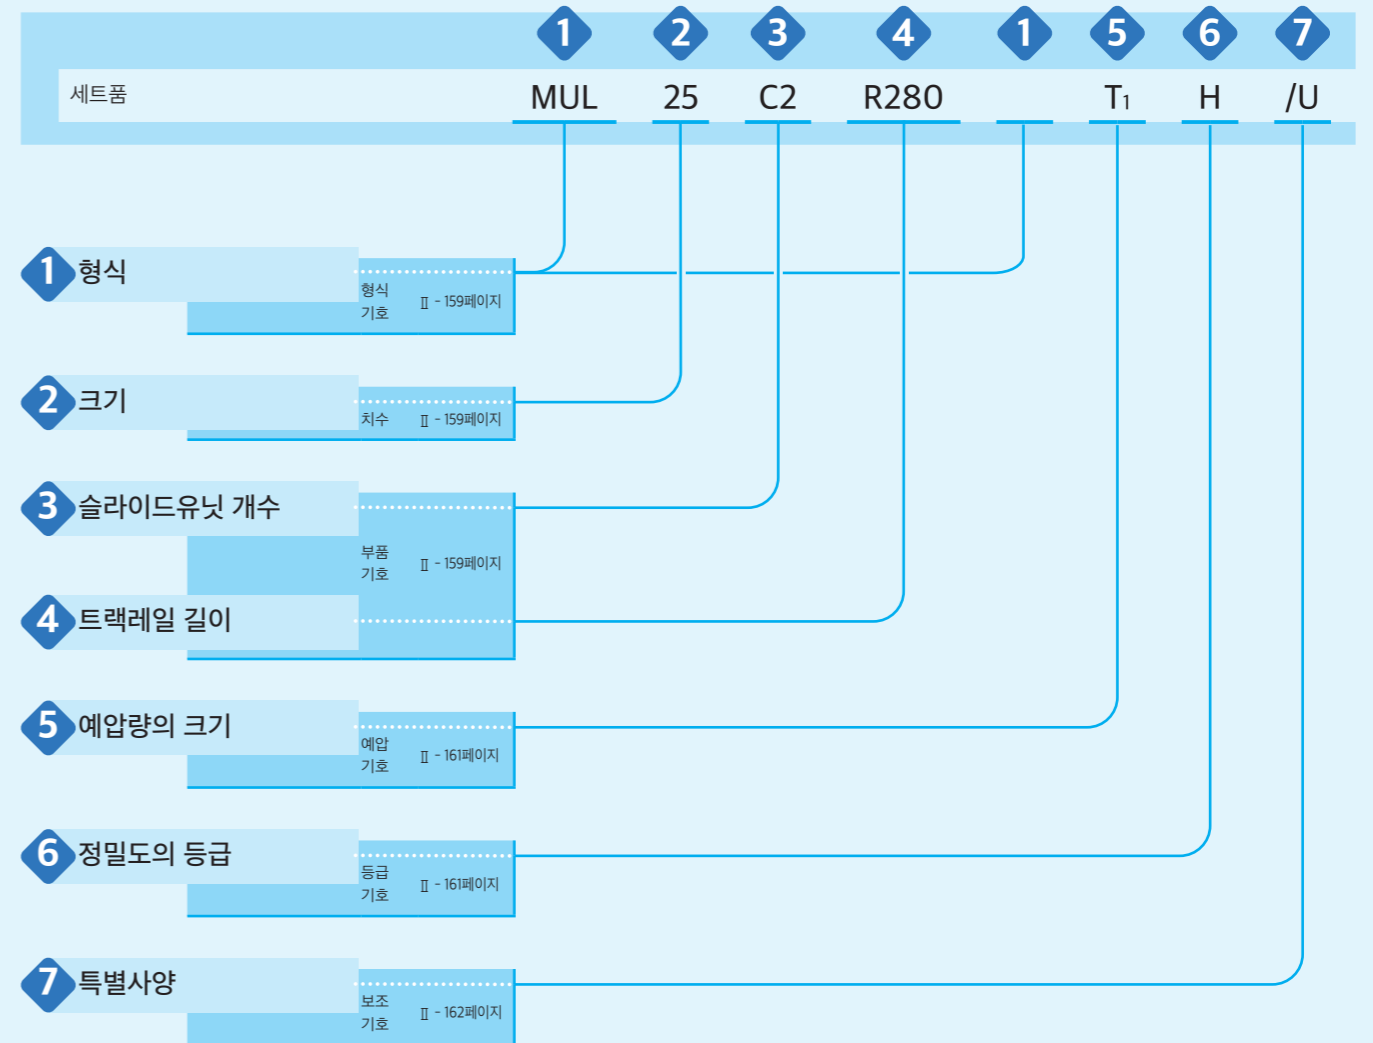 1 2 3 4 1 5 6 7
세트품 MUL 25 C2 R280 T1 H /U
1 형식
형식
기호 Ⅱ - 159페이지
2 크기
치수 Ⅱ - 159페이지
3 슬라이드유닛 개수
부품
기호 Ⅱ - 159페이지
4 트랙레일 길이
5 예압량의 크기
예압
기호 Ⅱ - 161페이지
6 정밀도의 등급
등급
기호 Ⅱ - 161페이지
7 특별사양
보조
기호 Ⅱ - 162페이지